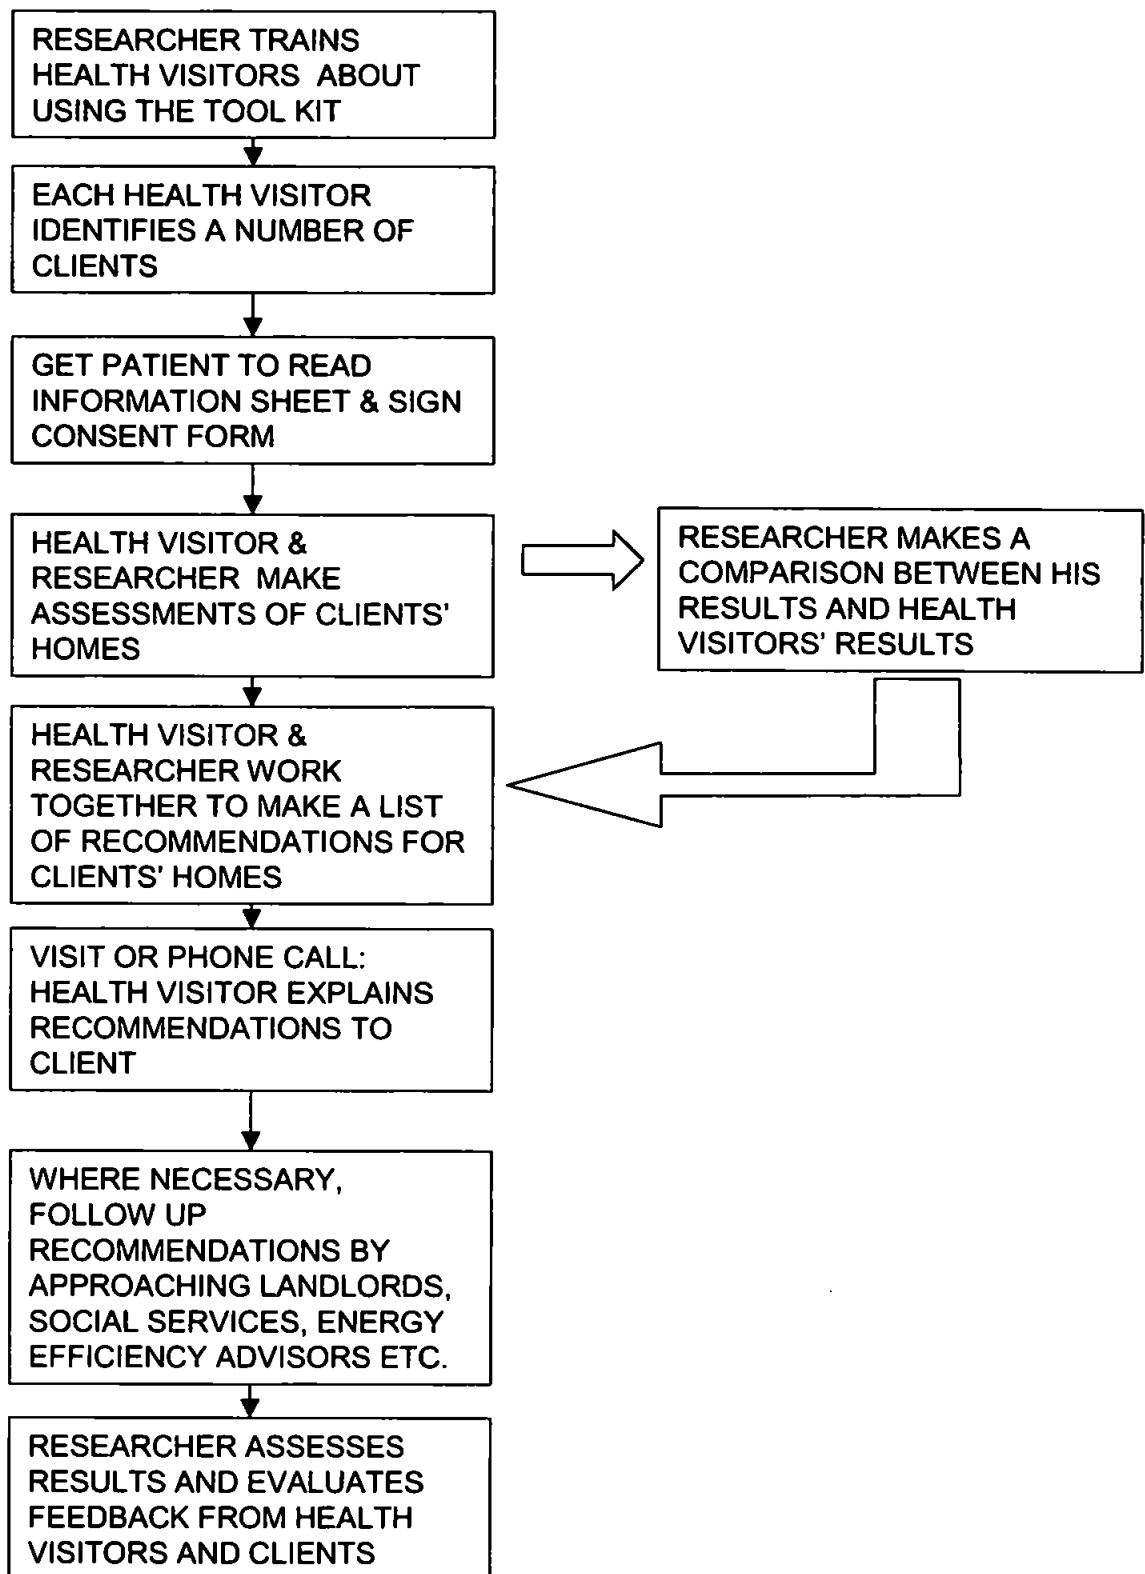 RESEARCHER TRAINS
HEALTH VISITORS ABOUT
USING THE TOOL KIT
EACH HEALTH VISITOR
IDENTIFIES A NUMBER OF
CLIENTS
GET PATIENT TO READ
INFORMATION SHEET & SIGN
CONSENT FORM
HEALTH VISITOR &
RESEARCHER MAKE
ASSESSMENTS OF CLIENTS'
HOMES
RESEARCHER MAKES A
COMPARISON BETWEEN HIS
RESULTS AND HEALTH
VISITORS' RESULTS
HEALTH VISITOR &
RESEARCHER WORK
TOGETHER TO MAKE A LIST
OF RECOMMENDATIONS FOR
CLIENTS' HOMES
VISIT OR PHONE CALL:
HEALTH VISITOR EXPLAINS
RECOMMENDATIONS TO
CLIENT
WHERE NECESSARY,
FOLLOW UP
RECOMMENDATIONS BY
APPROACHING LANDLORDS,
SOCIAL SERVICES, ENERGY
EFFICIENCY ADVISORS ETC.
RESEARCHER ASSESSES
RESULTS AND EVALUATES
FEEDBACK FROM HEALTH
VISITORS AND CLIENTS